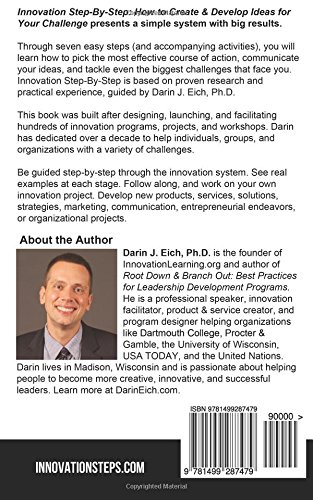 Innovation Step-By-Step: How to Create & Develop Ideas for
Your Challenge presents a simple system with big results.
Through seven easy steps (and accompanying activities), you will
learn how to pick the most effective course of action, communicate
your ideas, and tackle even the biggest challenges that face you.
Innovation Step-By-Step is based on proven research and
practical experience, guided by Darin J. Eich, Ph.D.
This book was built after designing, launching, and facilitating
hundreds of innovation programs, projects, and workshops. Darin
has dedicated over a decade to help individuals, groups, and
organizations with a variety of challenges.
Be guided step-by-step through the innovation system. See real
examples at each stage. Follow along, and work on your own
innovation project. Develop new products, services, solutions,
strategies, marketing, communication, entrepreneurial endeavors,
or organizational projects.
About the Author
Darin J. Eich, Ph.D. is the founder of
InnovationLearning.org and author of
Root Down & Branch Out: Best Practices
for Leadership Development Programs.
He is a professional speaker, innovation
facilitator, product & service creator, and
program designer helping organizations
like Dartmouth College, Procter &
Gamble, the University of Wisconsin,
USA TODAY, and the United Nations.
Darin lives in Madison, Wisconsin and is passionate about helping
people to become more creative, innovative, and successful
leaders. Learn more at DarinEich.com.
ISBN 9781499287479
90000 >
9 781499 287479
INNOVATIONSTEPS.COM
Copyrighted Material